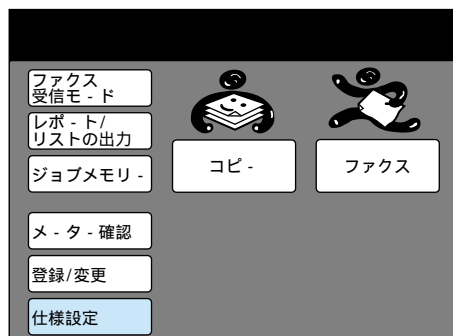 ファクス
受信モ-ド
レポ-ト/
リストの出力
ジョブメモリ-
メ-タ-確認
登録/変更
仕様設定
コピ-
ファクス